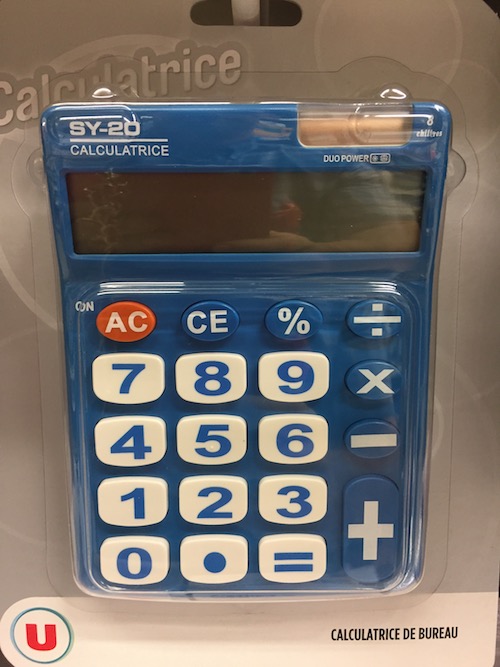 Calculatrice
SY-20
CALCULATRICE
8 chiffres
DUO POWER
ON
AC CE % ÷
7 8 9 X
4 5 6 −
1 2 3 +
0 • =
U
CALCULATRICE DE BUREAU